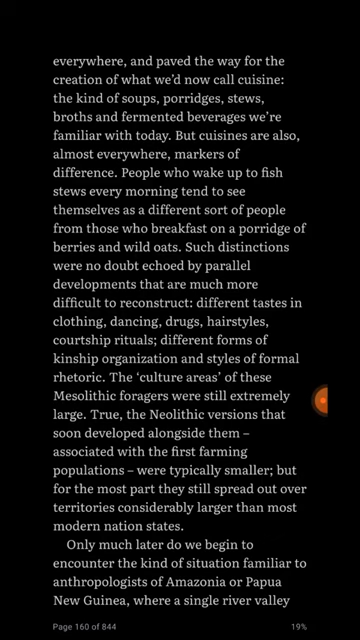 everywhere, and paved the way for the
creation of what we’d now call cuisine:
the kind of soups, porridges, stews,
broths and fermented beverages we’re
familiar with today. But cuisines are also,
almost everywhere, markers of
difference. People who wake up to fish
stews every morning tend to see
themselves as a different sort of people
from those who breakfast on a porridge of
berries and wild oats. Such distinctions
were no doubt echoed by parallel
developments that are much more
difficult to reconstruct: different tastes in
clothing, dancing, drugs, hairstyles,
courtship rituals; different forms of
kinship organization and styles of formal
rhetoric. The ‘culture areas’ of these
Mesolithic foragers were still extremely
large. True, the Neolithic versions that
soon developed alongside them –
associated with the first farming
populations – were typically smaller; but
for the most part they still spread out over
territories considerably larger than most
modern nation states.
Only much later do we begin to
encounter the kind of situation familiar to
anthropologists of Amazonia or Papua
New Guinea, where a single river valley
Page 160 of 844 19%